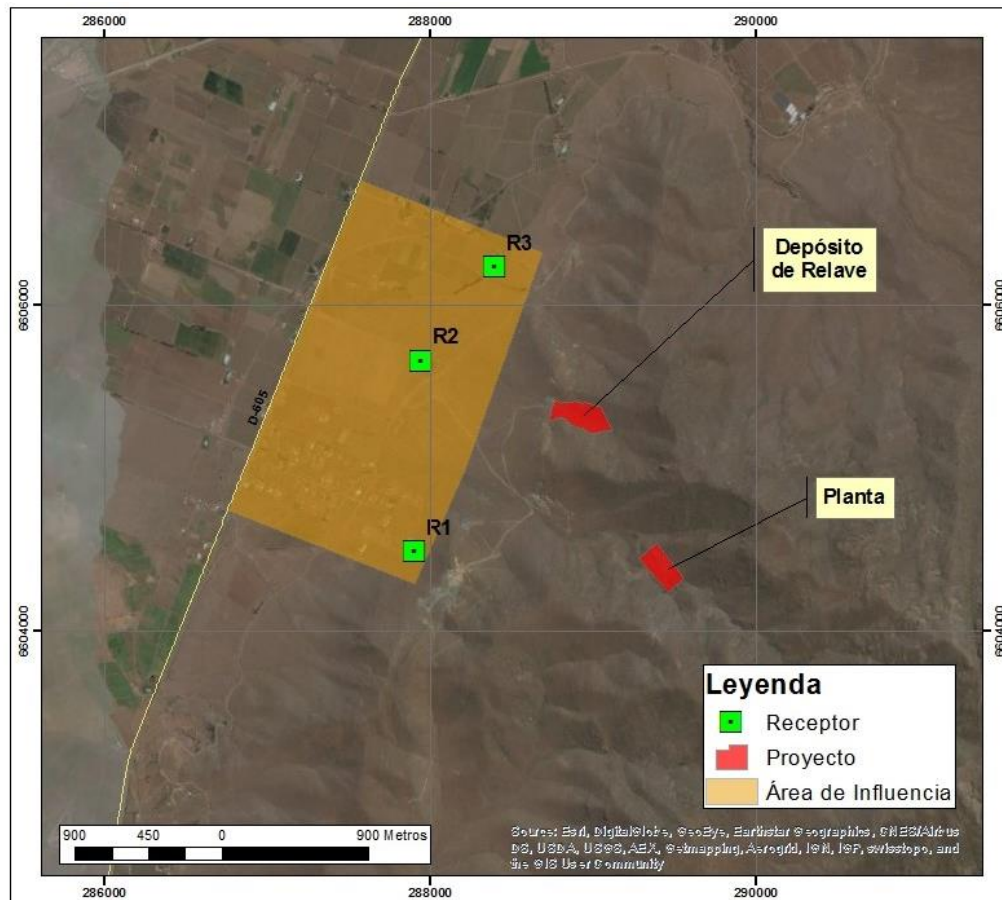 286000 288000 290000
Depósito
de Relave
R3
6606000 6606000
R2
D-605
Planta
R1
6604000 6604000
Leyenda
Receptor
Proyecto
Área de Influencia
900 450 0 900 Metros
Source: Esri, DigitalGlobe, GeoEye, Earthstar Geographics, CNES/Airbus
DS, USDA, USGS, AEX, Getmapping, Aerogrid, IGN, IGP, swisstopo, and
the GIS User Community
286000 288000 290000